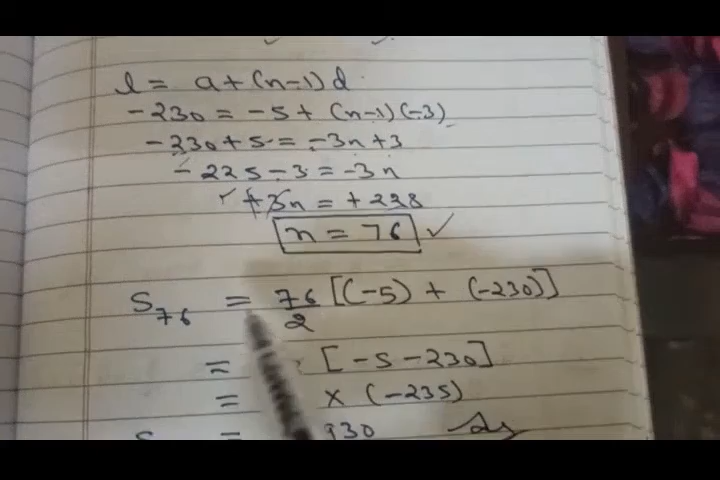 l = a + (n-1) d
-230 = -5 + (n-1) (-3)
-230 + 5 = -3n + 3
-225 - 3 = -3n
+3n = +228
n = 76 ✓
S76 = 76/2 [(-5) + (-230)]
= [-5 - 230]
= × (-235)
= 930